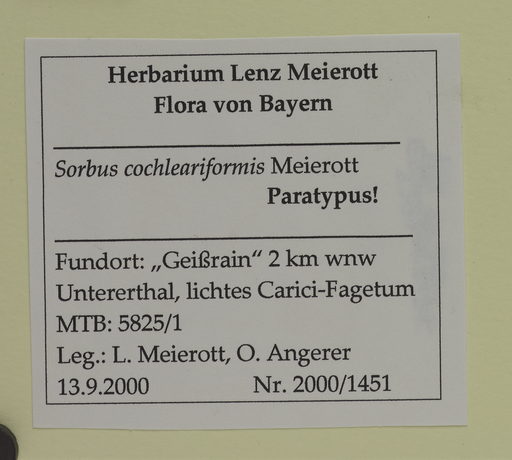 Herbarium Lenz Meierott
Flora von Bayern
Sorbus cochleariformis Meierott
Paratypus!
Fundort: „Geißrain“ 2 km wnw
Untererthal, lichtes Carici-Fagetum
MTB: 5825/1
Leg.: L. Meierott, O. Angerer
13.9.2000 Nr. 2000/1451